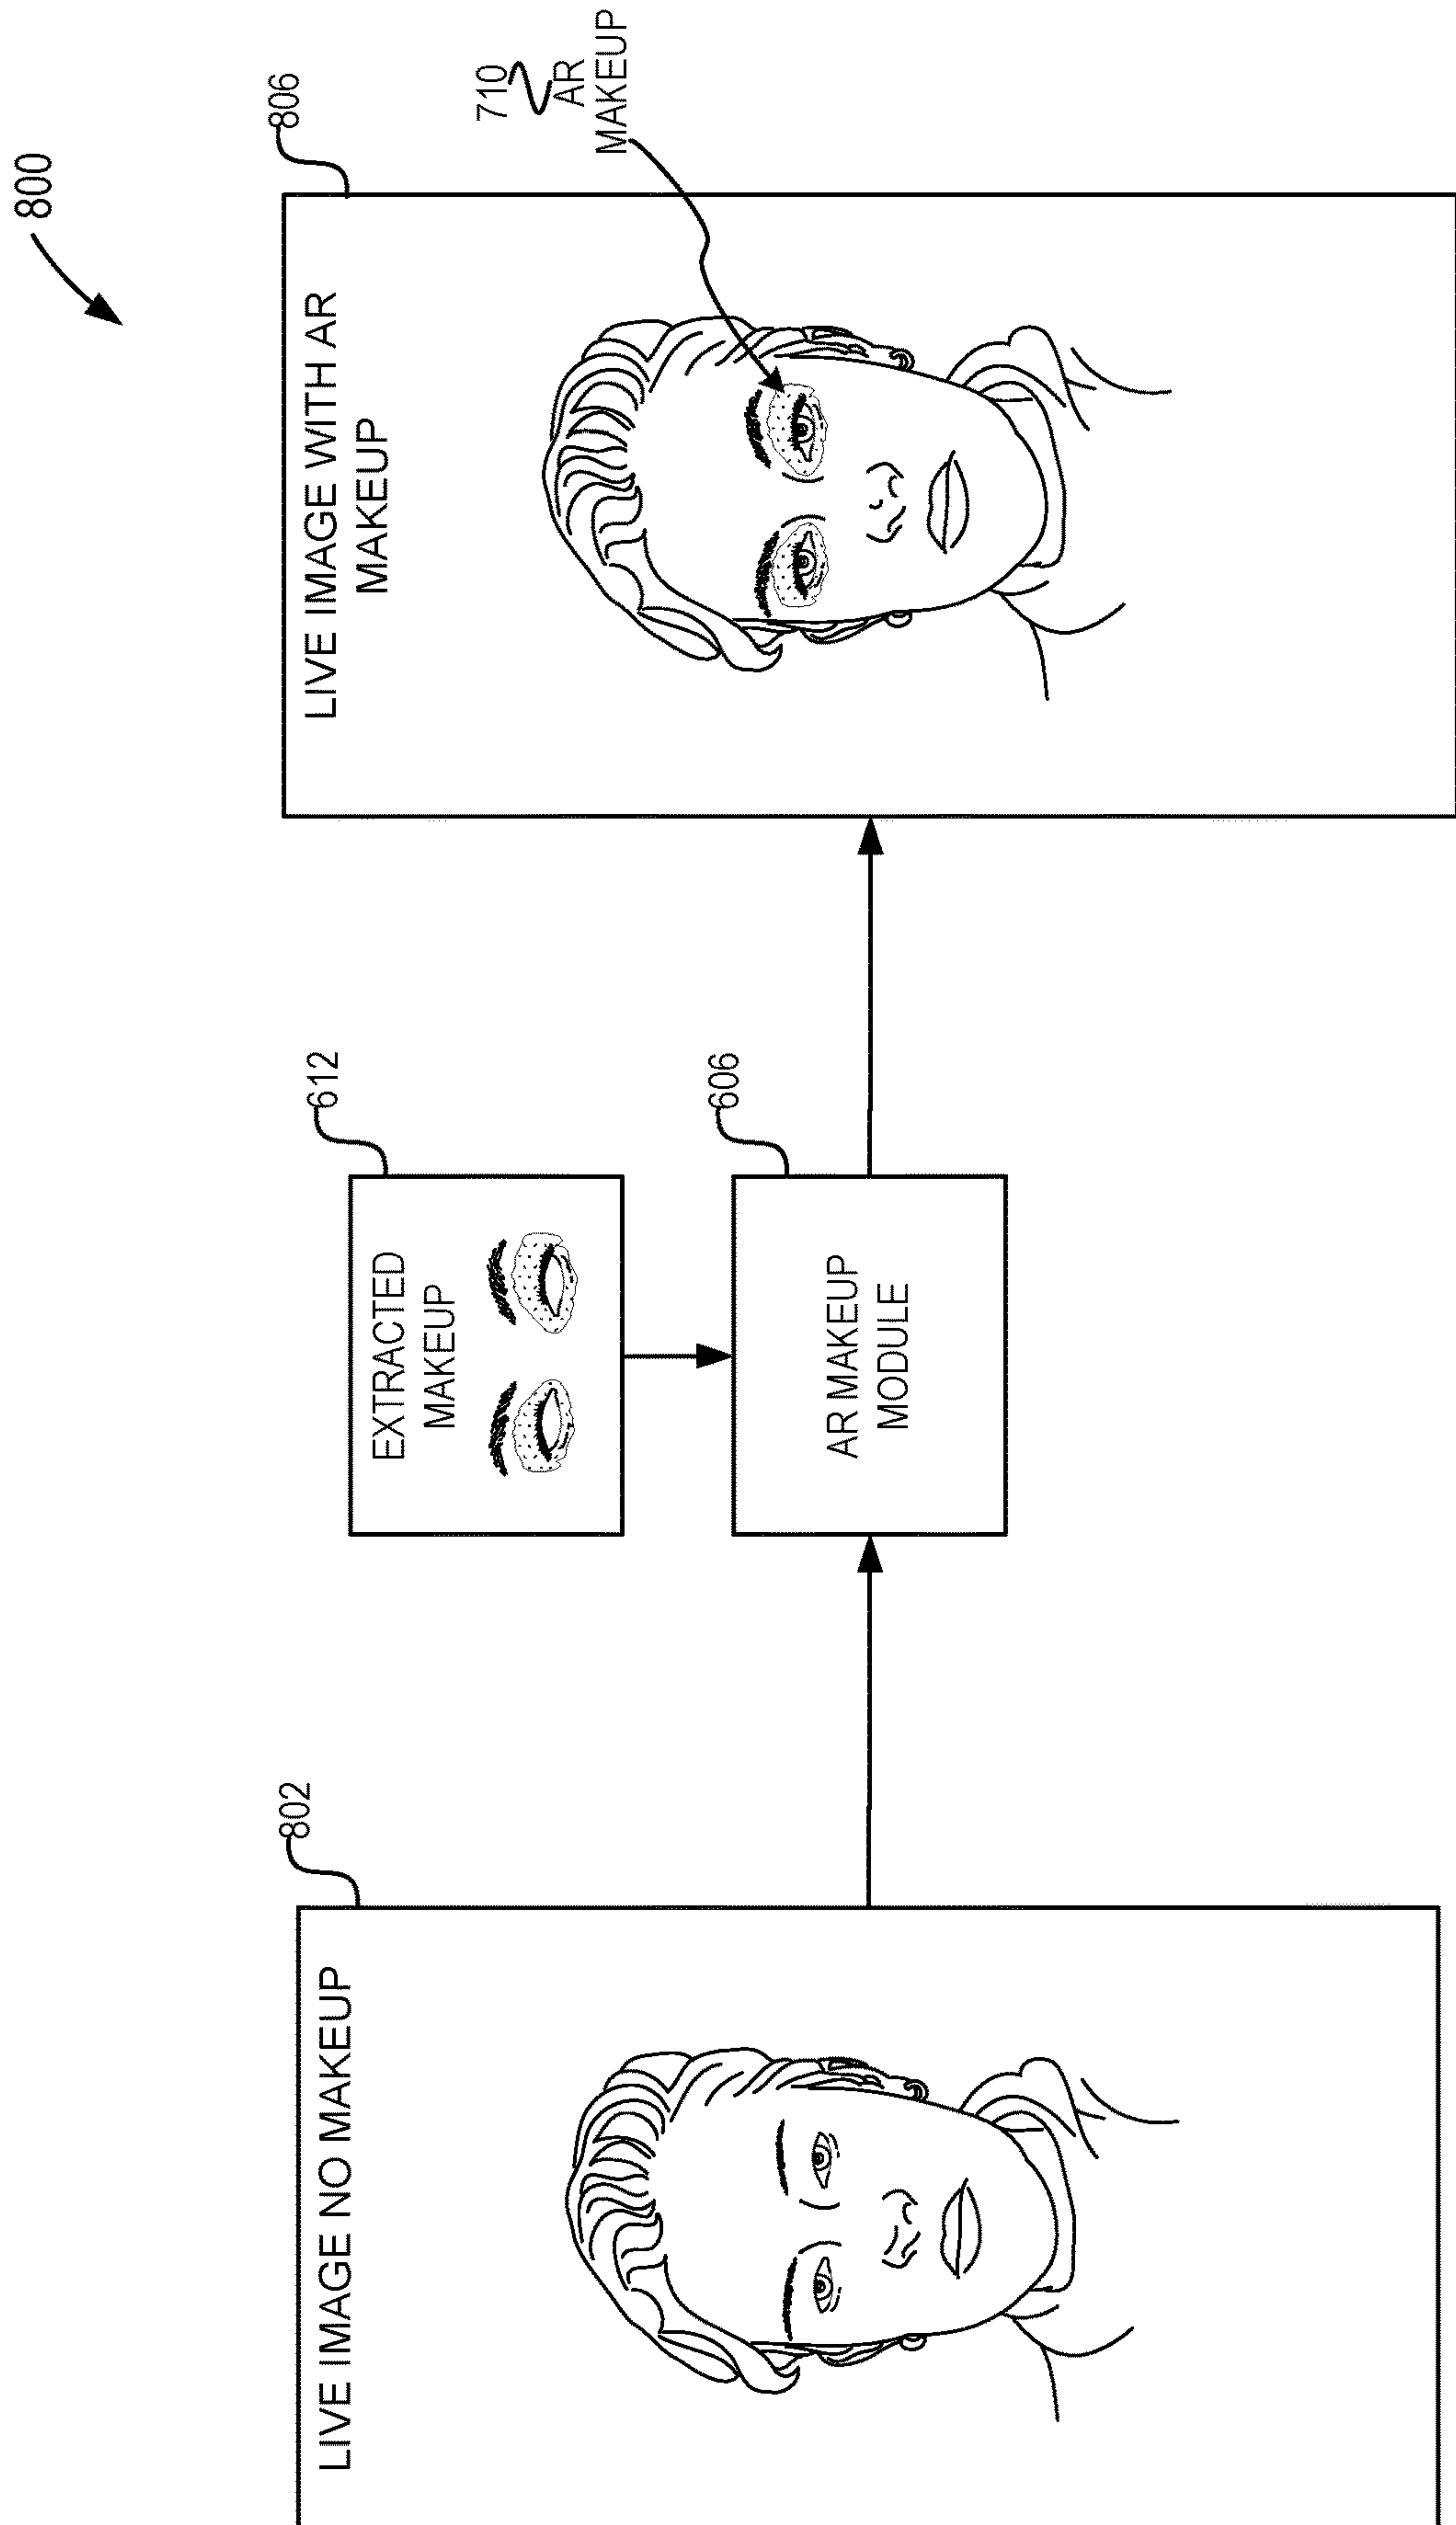 800
802
LIVE IMAGE NO MAKEUP
612
EXTRACTED
MAKEUP
606
AR MAKEUP
MODULE
806
LIVE IMAGE WITH AR
MAKEUP
710
AR
MAKEUP